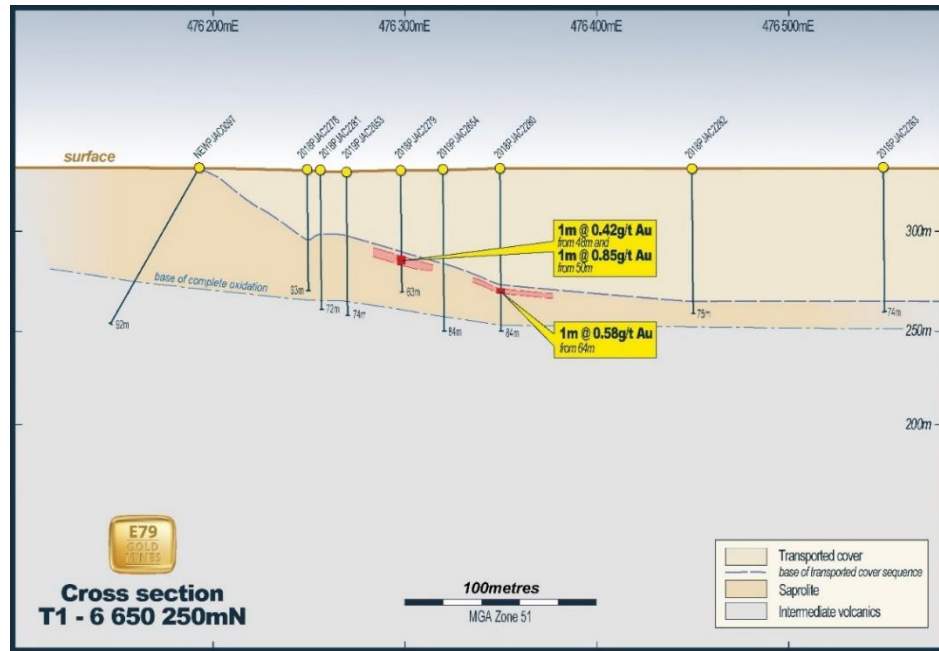 476 200mE
476 300mE
476 400mE
476 500mE
NEWPJAC0097
2018PJAC2278
2018PJAC2281
2019PJAC2653
2018PJAC2279
2019PJAC2654
2018PJAC2280
2018PJAC2282
2018PJAC2283
surface
1m @ 0.42g/t Au
from 48m and
1m @ 0.85g/t Au
from 50m
300m
base of complete oxidation
92m
93m
72m
74m
63m
84m
84m
75m
74m
1m @ 0.58g/t Au
from 64m
250m
200m
E79
GOLD
MINES
Cross section
T1 - 6 650 250mN
100metres
MGA Zone 51
Transported cover
base of transported cover sequence
Saprolite
Intermediate volcanics